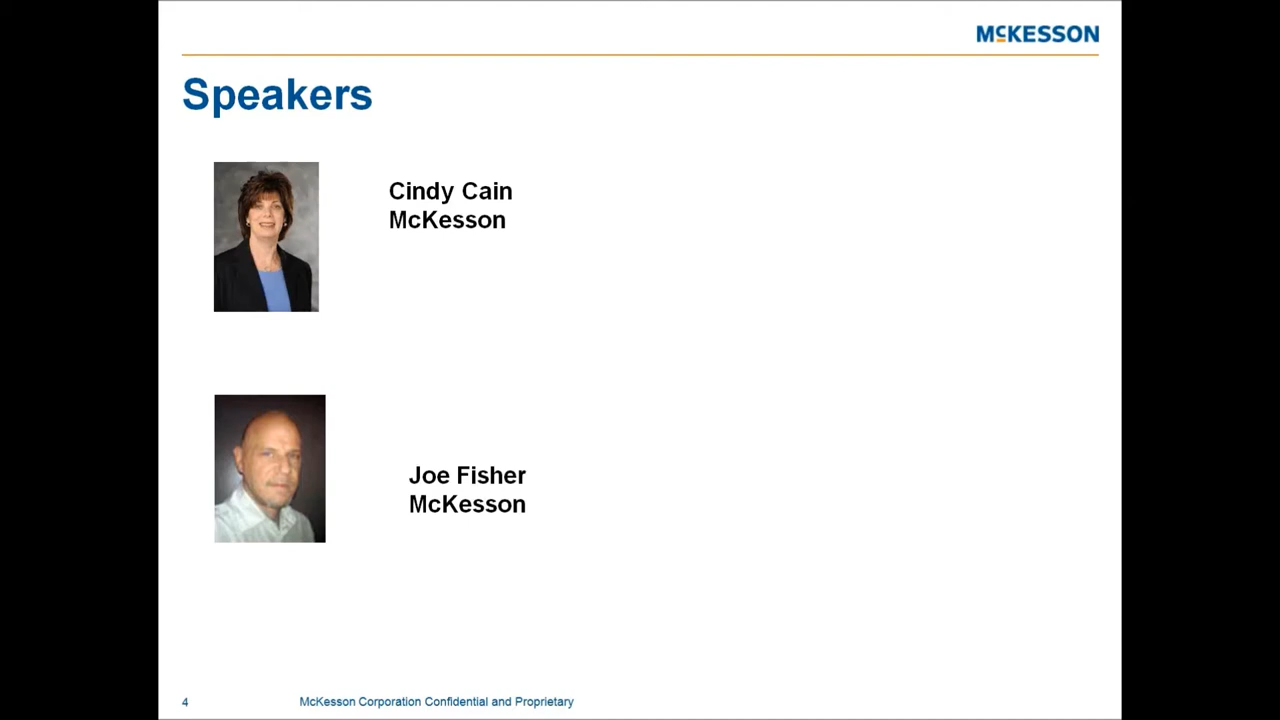 MCKESSON
Speakers
Cindy Cain
McKesson
Joe Fisher
McKesson
4
McKesson Corporation Confidential and Proprietary